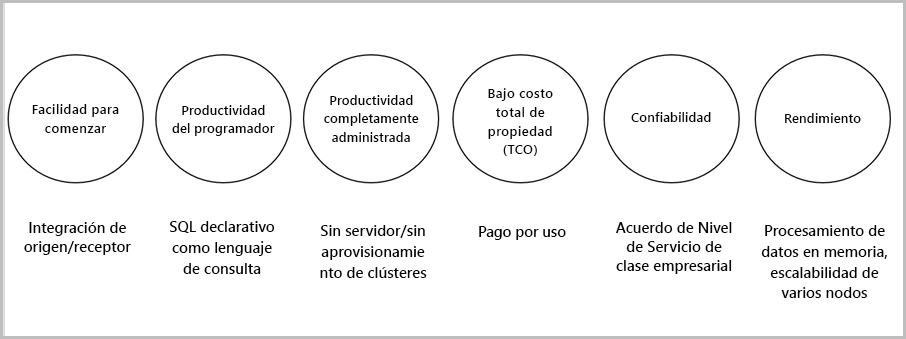 Facilidad para
comenzar
Productividad
del programador
Productividad
completamente
administrada
Bajo costo
total de
propiedad
(TCO)
Confiabilidad
Rendimiento
Integración de
origen/receptor
SQL declarativo
como lenguaje
de consulta
Sin servidor/sin
aprovisionamie
nto de clústeres
Pago por uso
Acuerdo de Nivel
de Servicio de
clase empresarial
Procesamiento de
datos en memoria,
escalabilidad de
varios nodos